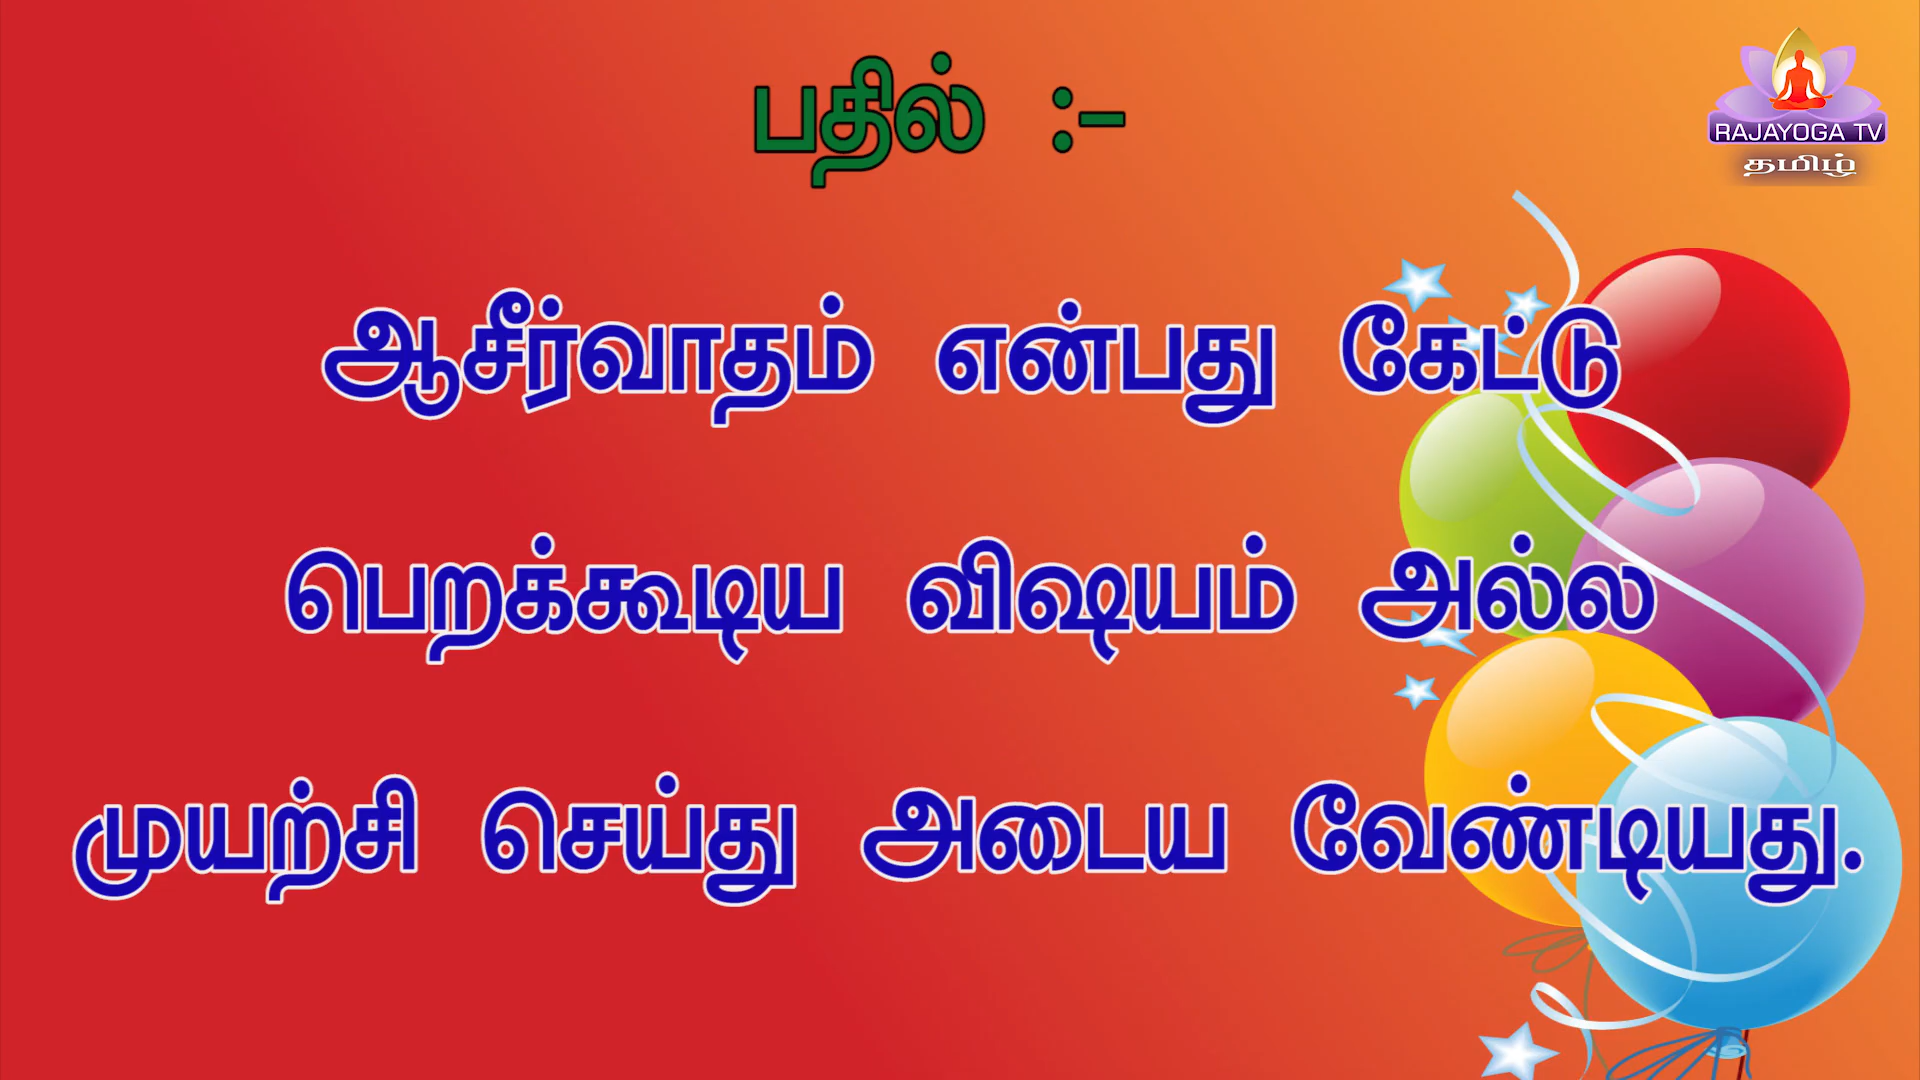 பதில் :-
RAJAYOGA TV
தமிழ்
ஆசீர்வாதம் என்பது கேட்டு
பெறக்கூடிய விஷயம் அல்ல
முயற்சி செய்து அடைய வேண்டியது.